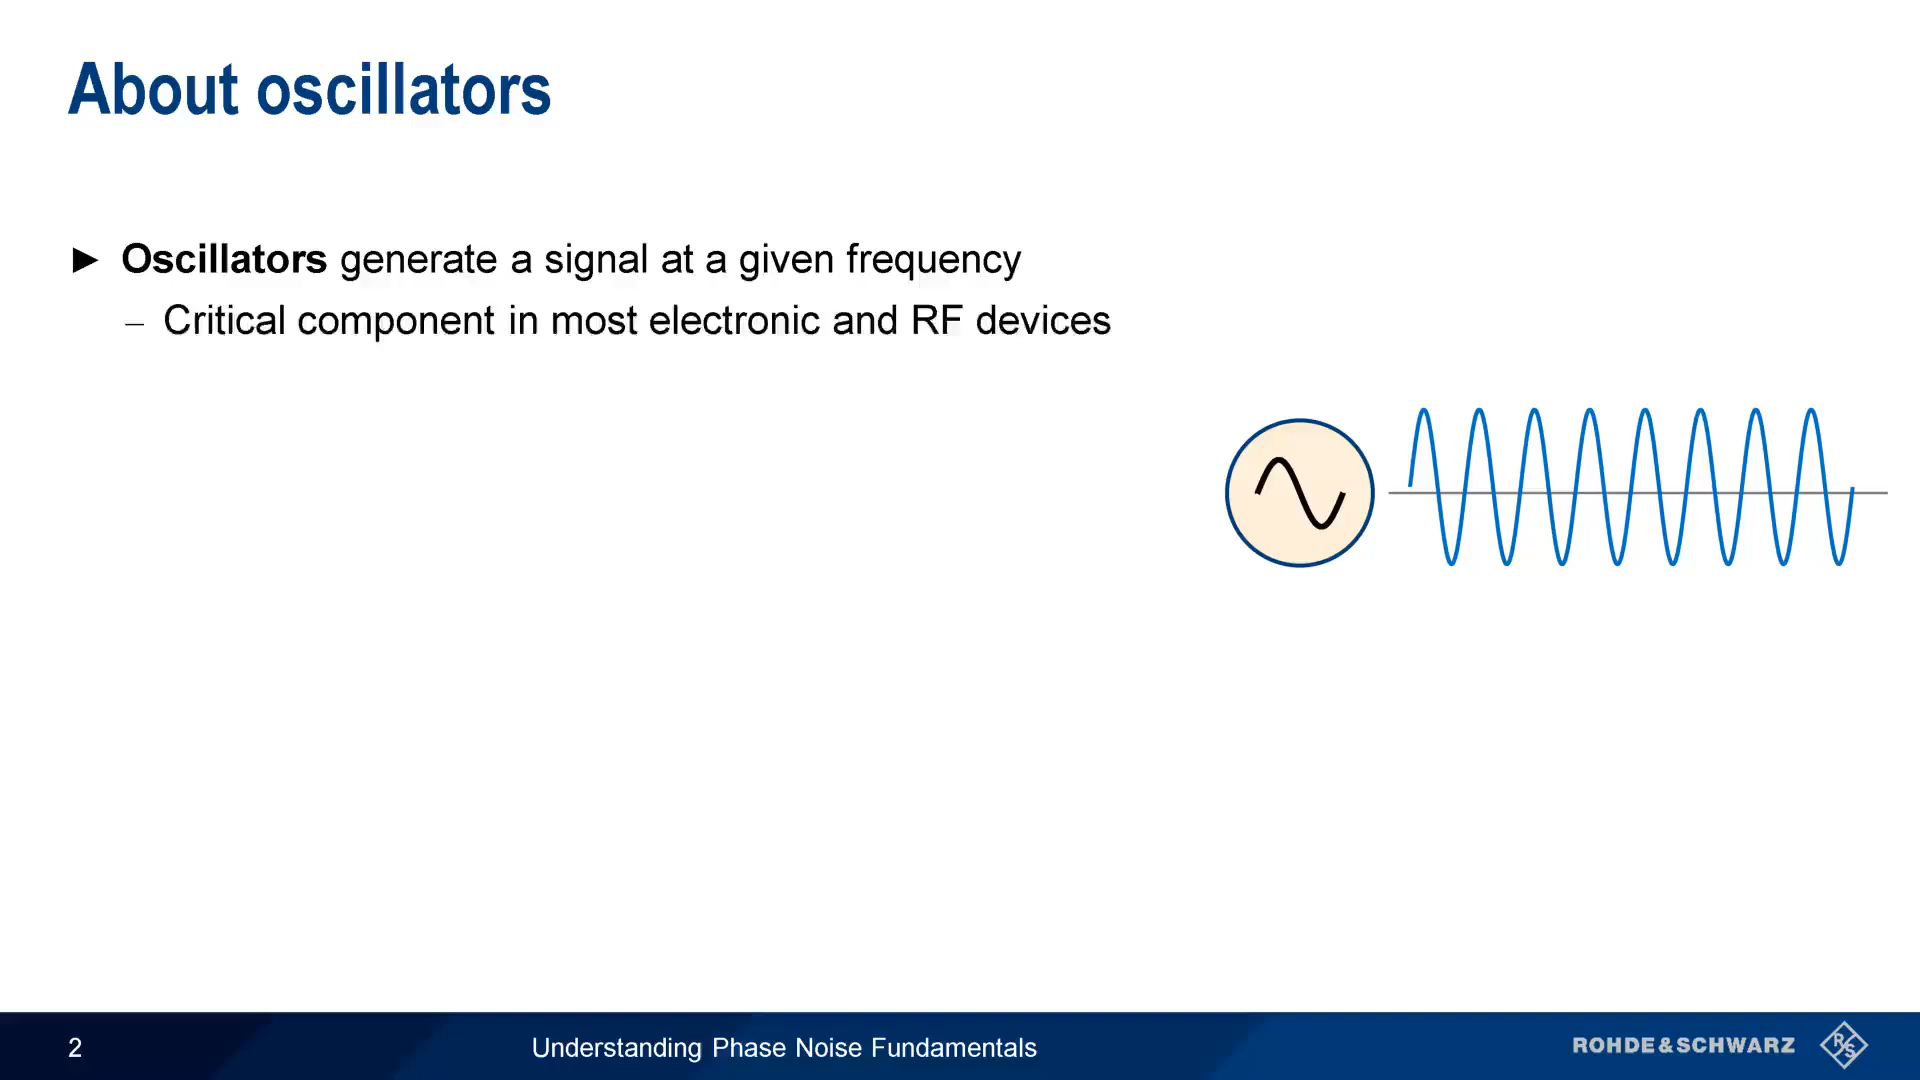 About oscillators
► Oscillators generate a signal at a given frequency
– Critical component in most electronic and RF devices
2
Understanding Phase Noise Fundamentals
ROHDE&SCHWARZ
R S